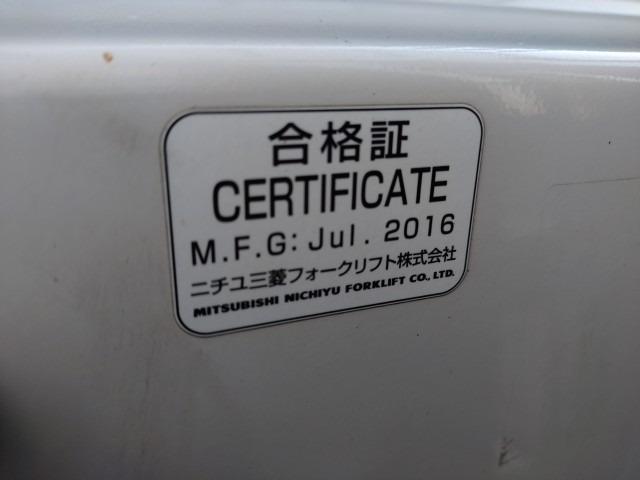 合格証
CERTIFICATE
M.F.G: Jul. 2016
ニチユ三菱フォークリフト株式会社
MITSUBISHI NICHIYU FORKLIFT CO., LTD.